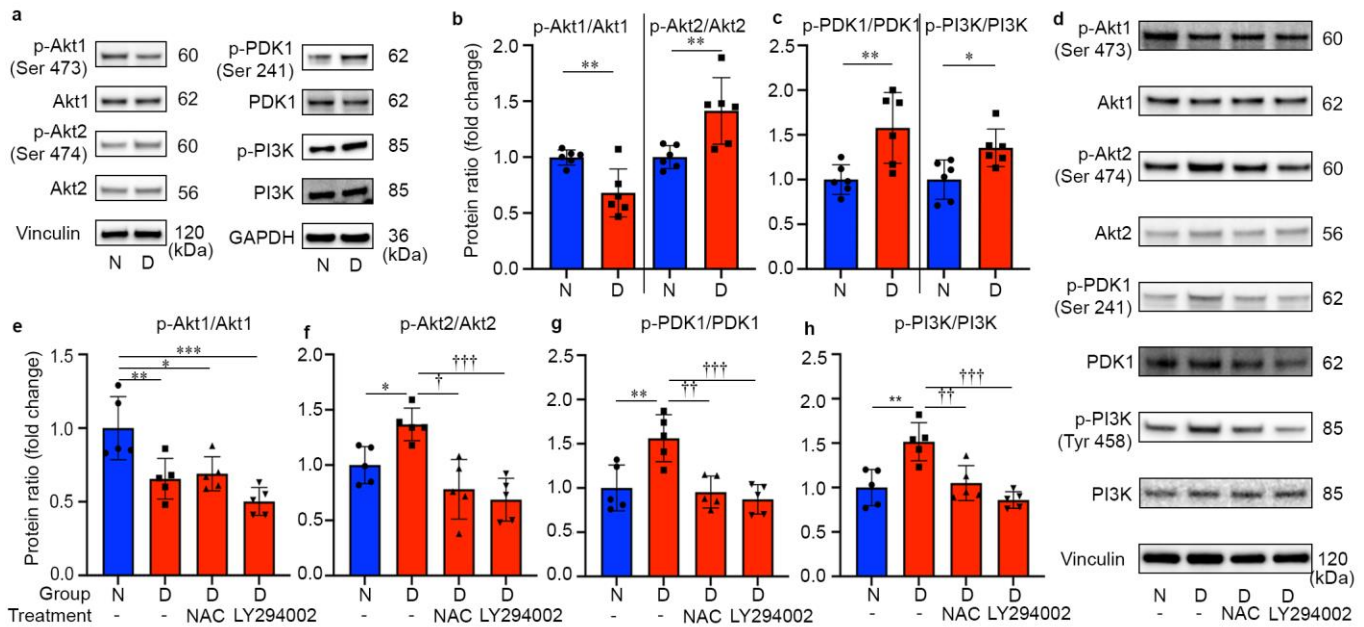 a
p-Akt1
(Ser 473)
60
Akt1
62
p-Akt2
(Ser 474)
60
Akt2
56
Vinculin
120
(kDa)
N D
p-PDK1
(Ser 241)
62
PDK1
62
p-PI3K
85
PI3K
85
GAPDH
36
(kDa)
N D
b
p-Akt1/Akt1 p-Akt2/Akt2
Protein ratio (fold change)
2.0
1.5
1.0
0.5
0.0
** **
N D N D
c
p-PDK1/PDK1 p-PI3K/PI3K
2.5
2.0
1.5
1.0
0.5
0.0
** *
N D N D
d
p-Akt1
(Ser 473)
60
Akt1
62
p-Akt2
(Ser 474)
60
Akt2
56
p-PDK1
(Ser 241)
62
PDK1
62
p-PI3K
(Tyr 458)
85
PI3K
85
Vinculin
120
(kDa)
N D D D
NAC LY294002
e
p-Akt1/Akt1
Protein ratio (fold change)
1.5
1.0
0.5
0.0
***
*
**
Group N D D D
Treatment - - NAC LY294002
f
p-Akt2/Akt2
2.0
1.5
1.0
0.5
0.0
†††
* †
N D D D
- - NAC LY294002
g
p-PDK1/PDK1
2.5
2.0
1.5
1.0
0.5
0.0
†††
** ††
N D D D
- - NAC LY294002
h
p-PI3K/PI3K
2.5
2.0
1.5
1.0
0.5
0.0
†††
** ††
N D D D
- - NAC LY294002